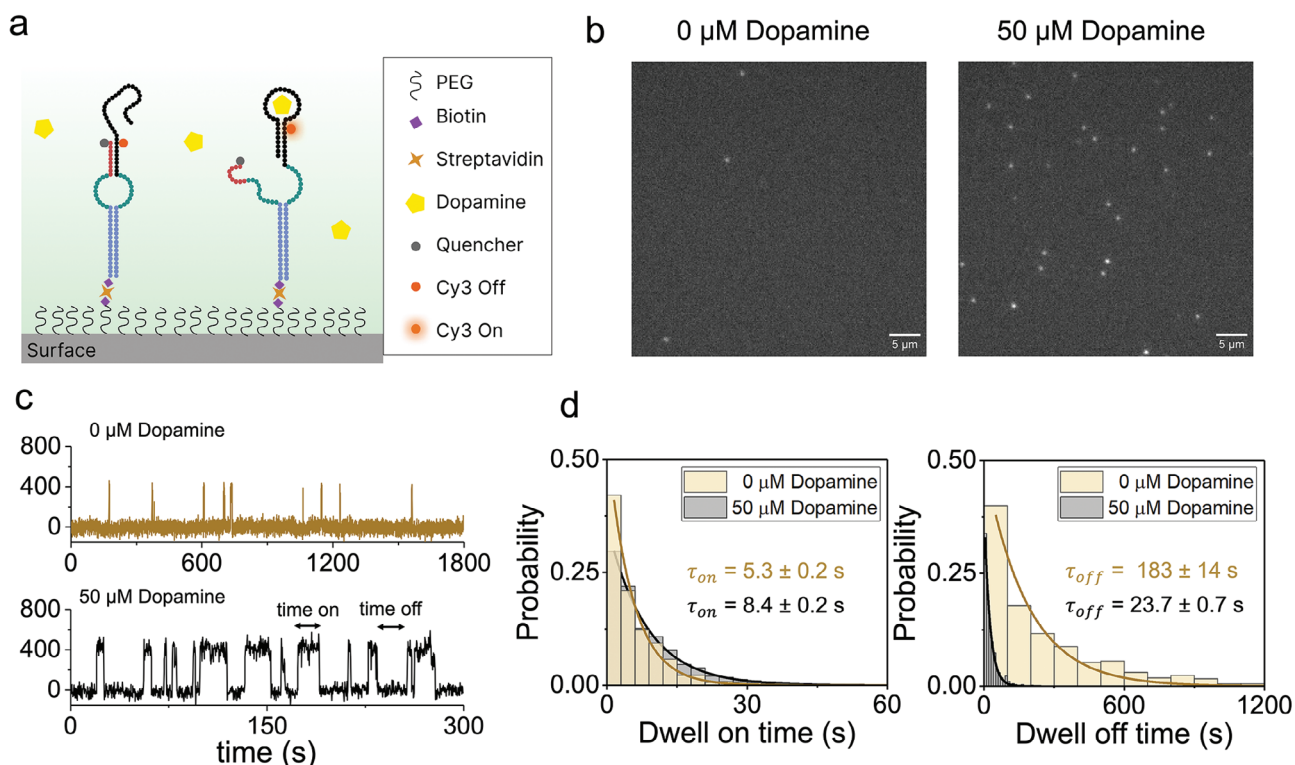 a
PEG
Biotin
Streptavidin
Dopamine
Quencher
Cy3 Off
Cy3 On
Surface
b
0 μM Dopamine
50 μM Dopamine
5 μm
5 μm
c
0 μM Dopamine
800
400
0
0
600
1200
1800
50 μM Dopamine
time on
time off
800
400
0
0
150
300
time (s)
d
0.50
0.25
0.00
Probability
0 μM Dopamine
50 μM Dopamine
τon = 5.3 ± 0.2 s
τon = 8.4 ± 0.2 s
0
30
60
Dwell on time (s)
0.50
0.25
0.00
Probability
0 μM Dopamine
50 μM Dopamine
τoff = 183 ± 14 s
τoff = 23.7 ± 0.7 s
0
600
1200
Dwell off time (s)